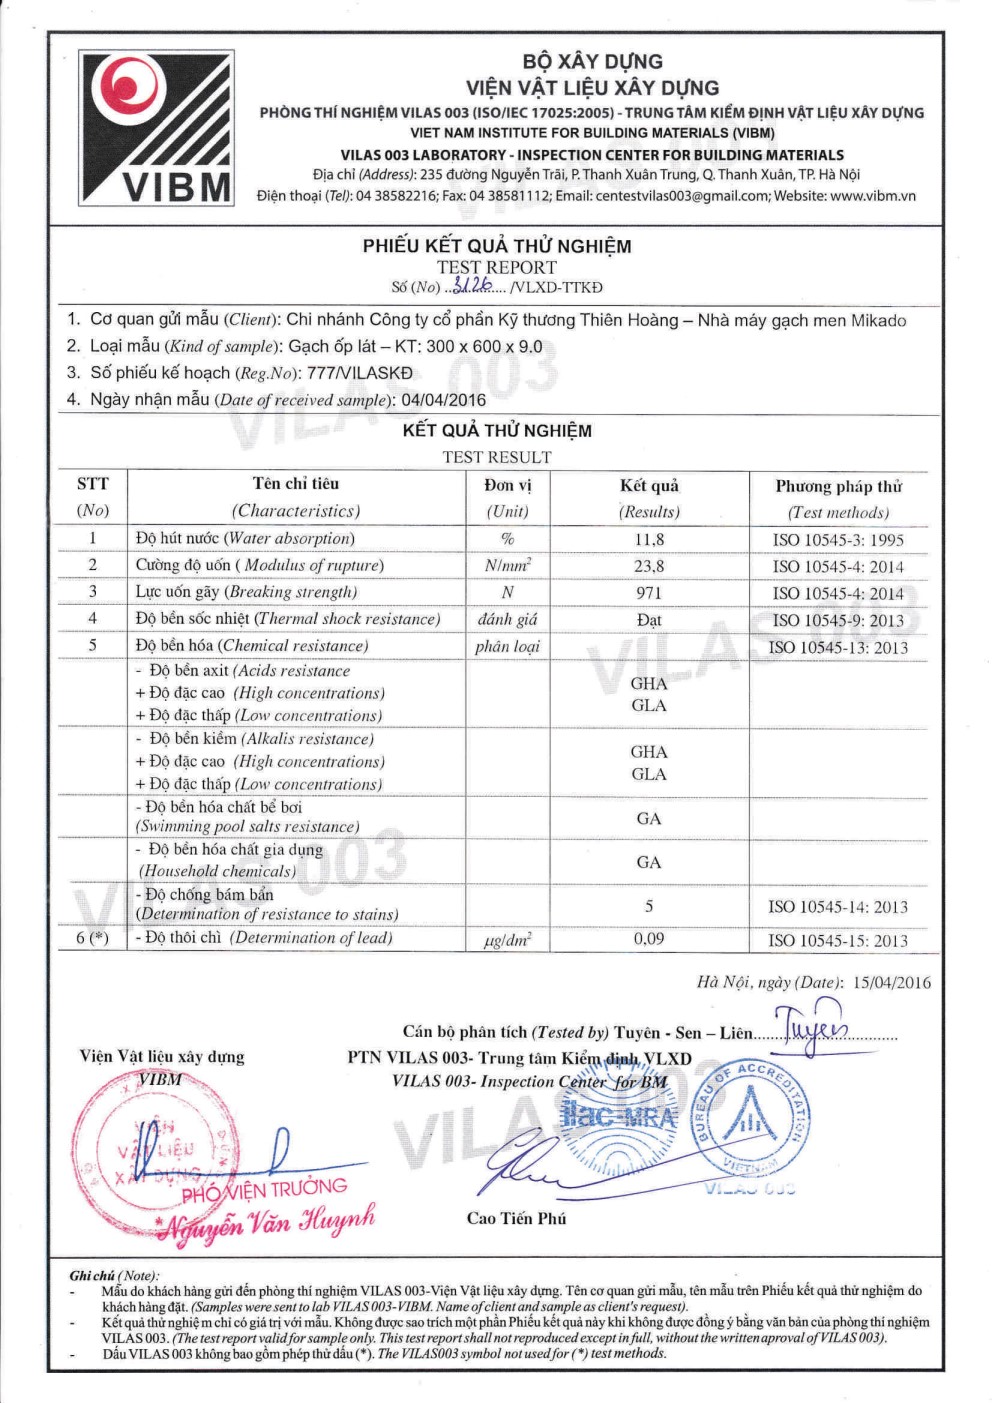 VIBM
BỘ XÂY DỰNG
VIỆN VẬT LIỆU XÂY DỰNG
PHÒNG THÍ NGHIỆM VILAS 003 (ISO/IEC 17025:2005) - TRUNG TÂM KIỂM ĐỊNH VẬT LIỆU XÂY DỰNG
VIET NAM INSTITUTE FOR BUILDING MATERIALS (VIBM)
VILAS 003 LABORATORY - INSPECTION CENTER FOR BUILDING MATERIALS
Địa chỉ (Address): 235 đường Nguyễn Trãi, P. Thanh Xuân Trung, Q. Thanh Xuân, TP. Hà Nội
Điện thoại (Tel): 04 38582216; Fax: 04 38581112; Email: centestvilas003@gmail.com; Website: www.vibm.vn
PHIẾU KẾT QUẢ THỬ NGHIỆM
TEST REPORT
Số (No) ..3126.... /VLXD-TTKĐ
1. Cơ quan gửi mẫu (Client): Chi nhánh Công ty cổ phần Kỹ thương Thiên Hoàng – Nhà máy gạch men Mikado
2. Loại mẫu (Kind of sample): Gạch ốp lát – KT: 300 x 600 x 9.0
3. Số phiếu kế hoạch (Reg.No): 777/VILASKĐ
4. Ngày nhận mẫu (Date of received sample): 04/04/2016
VILAS 003
KẾT QUẢ THỬ NGHIỆM
TEST RESULT
STT Tên chỉ tiêu Đơn vị Kết quả Phương pháp thử
(No) (Characteristics) (Unit) (Results) (Test methods)
1 Độ hút nước (Water absorption) % 11,8 ISO 10545-3: 1995
2 Cường độ uốn ( Modulus of rupture) N/mm² 23,8 ISO 10545-4: 2014
3 Lực uốn gãy (Breaking strength) N 971 ISO 10545-4: 2014
4 Độ bền sốc nhiệt (Thermal shock resistance) đánh giá Đạt ISO 10545-9: 2013
5 Độ bền hóa (Chemical resistance) phân loại ISO 10545-13: 2013
VILAS 003
- Độ bền axit (Acids resistance
+ Độ đặc cao (High concentrations) GHA
+ Độ đặc thấp (Low concentrations) GLA
- Độ bền kiềm (Alkalis resistance)
+ Độ đặc cao (High concentrations) GHA
+ Độ đặc thấp (Low concentrations) GLA
- Độ bền hóa chất bể bơi
(Swimming pool salts resistance) GA
- Độ bền hóa chất gia dụng
(Household chemicals) GA
VILAS 003
- Độ chống bám bẩn
(Determination of resistance to stains) 5 ISO 10545-14: 2013
6 (*) - Độ thôi chì (Determination of lead) µg/dm² 0,09 ISO 10545-15: 2013
Hà Nội, ngày (Date): 15/04/2016
Cán bộ phân tích (Tested by) Tuyên - Sen – Liên.... Tuyên
Viện Vật liệu xây dựng
VIBM
PTN VILAS 003- Trung tâm Kiểm định VLXD
VILAS 003- Inspection Center for BM
VILAS 003
VIỆN
VẬT LIỆU
XÂY DỰNG
ilac-MRA
BUREAU OF ACCREDITATION
VIETNAM
VILAS 003
PHÓ VIỆN TRƯỞNG
Nguyễn Văn Huynh
Cao Tiến Phú
Ghi chú (Note):
- Mẫu do khách hàng gửi đến phòng thí nghiệm VILAS 003-Viện Vật liệu xây dựng. Tên cơ quan gửi mẫu, tên mẫu trên Phiếu kết quả thử nghiệm do
khách hàng đặt. (Samples were sent to lab VILAS 003-VIBM. Name of client and sample as client's request).
- Kết quả thử nghiệm chỉ có giá trị với mẫu. Không được sao trích một phần Phiếu kết quả này khi không được đồng ý bằng văn bản của phòng thí nghiệm
VILAS 003. (The test report valid for sample only. This test report shall not reproduced except in full, without the written aproval of VILAS 003).
- Dấu VILAS 003 không bao gồm phép thử dấu (*). The VILAS003 symbol not used for (*) test methods.